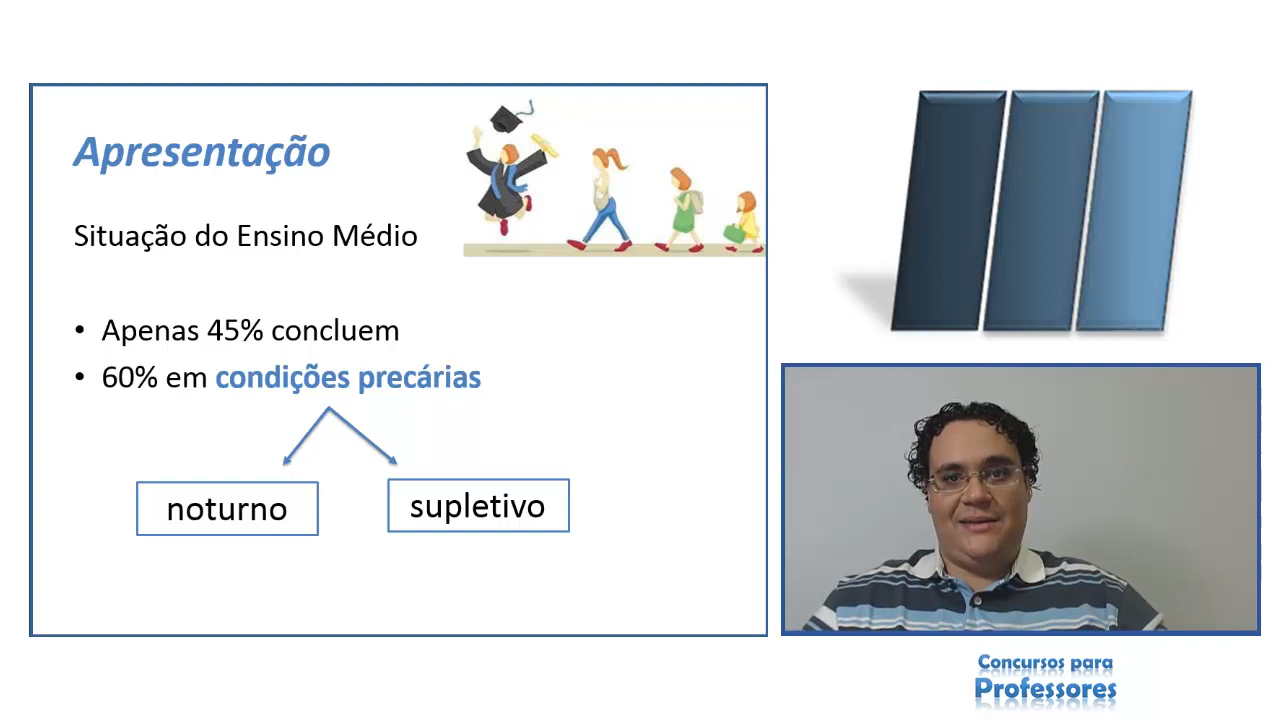 Apresentação
Situação do Ensino Médio
• Apenas 45% concluem
• 60% em condições precárias
noturno
supletivo
Concursos para
Professores